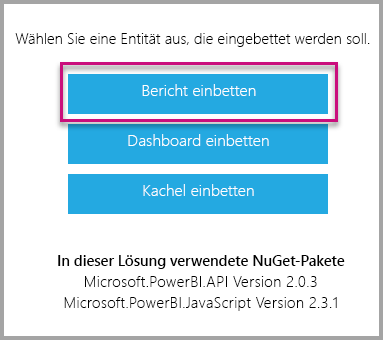 Wählen Sie eine Entität aus, die eingebettet werden soll.
Bericht einbetten
Dashboard einbetten
Kachel einbetten
In dieser Lösung verwendete NuGet-Pakete
Microsoft.PowerBI.API Version 2.0.3
Microsoft.PowerBI.JavaScript Version 2.3.1